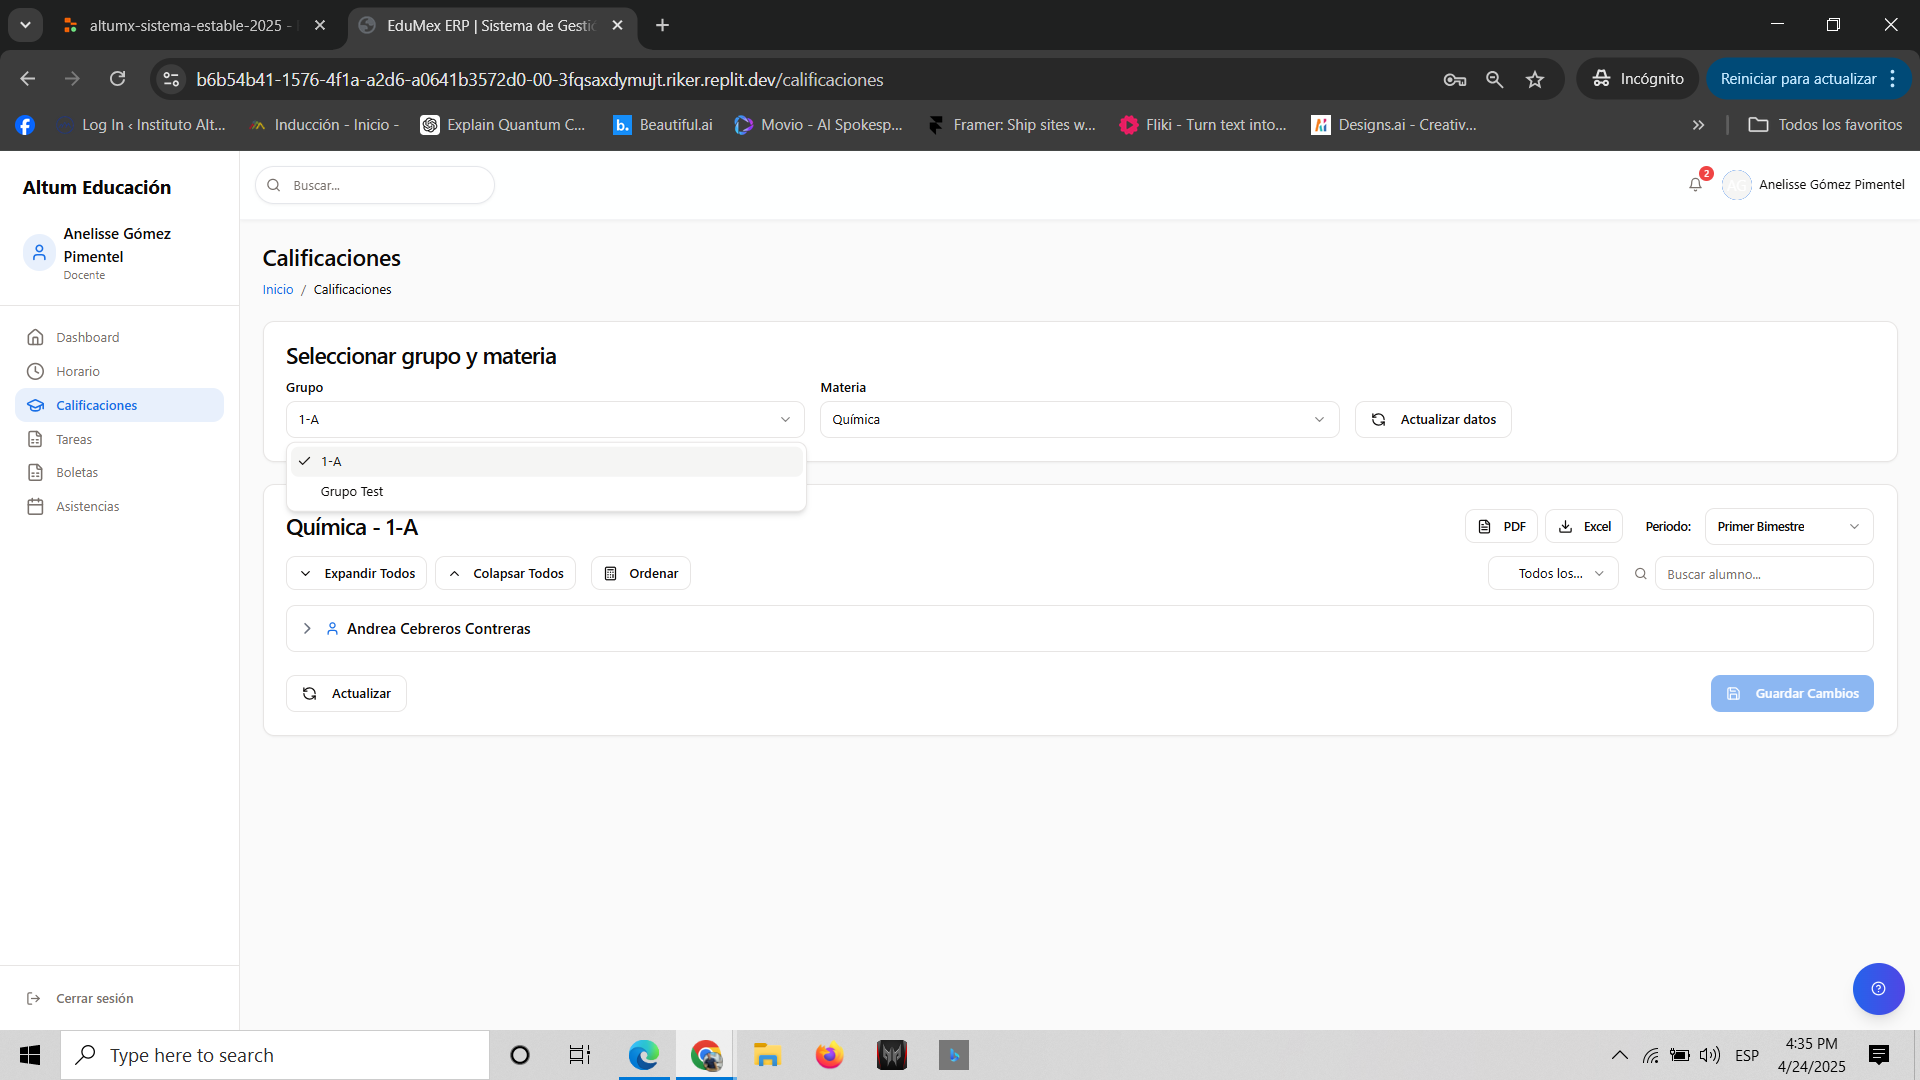 altumx-sistema-estable-2025 -
EduMex ERP | Sistema de Gesti
b6b54b41-1576-4f1a-a2d6-a0641b3572d0-00-3fqsaxdymujt.riker.replit.dev/calificaciones
Incógnito
Reiniciar para actualizar
Log In ‹ Instituto Alt...
Inducción - Inicio -
Explain Quantum C...
b. Beautiful.ai
Movio - AI Spokesp...
Framer: Ship sites w...
Fliki - Turn text into...
Designs.ai - Creativ...
Todos los favoritos
Altum Educación
Buscar...
2
Anelisse Gómez Pimentel
Anelisse Gómez
Pimentel
Docente
Dashboard
Horario
Calificaciones
Tareas
Boletas
Asistencias
Cerrar sesión
Calificaciones
Inicio / Calificaciones
Seleccionar grupo y materia
Grupo
Materia
1-A
Química
Actualizar datos
1-A
Grupo Test
Química - 1-A
PDF
Excel
Periodo:
Primer Bimestre
Expandir Todos
Colapsar Todos
Ordenar
Todos los...
Buscar alumno...
Andrea Cebreros Contreras
Actualizar
Guardar Cambios
Type here to search
ESP
4:35 PM
4/24/2025